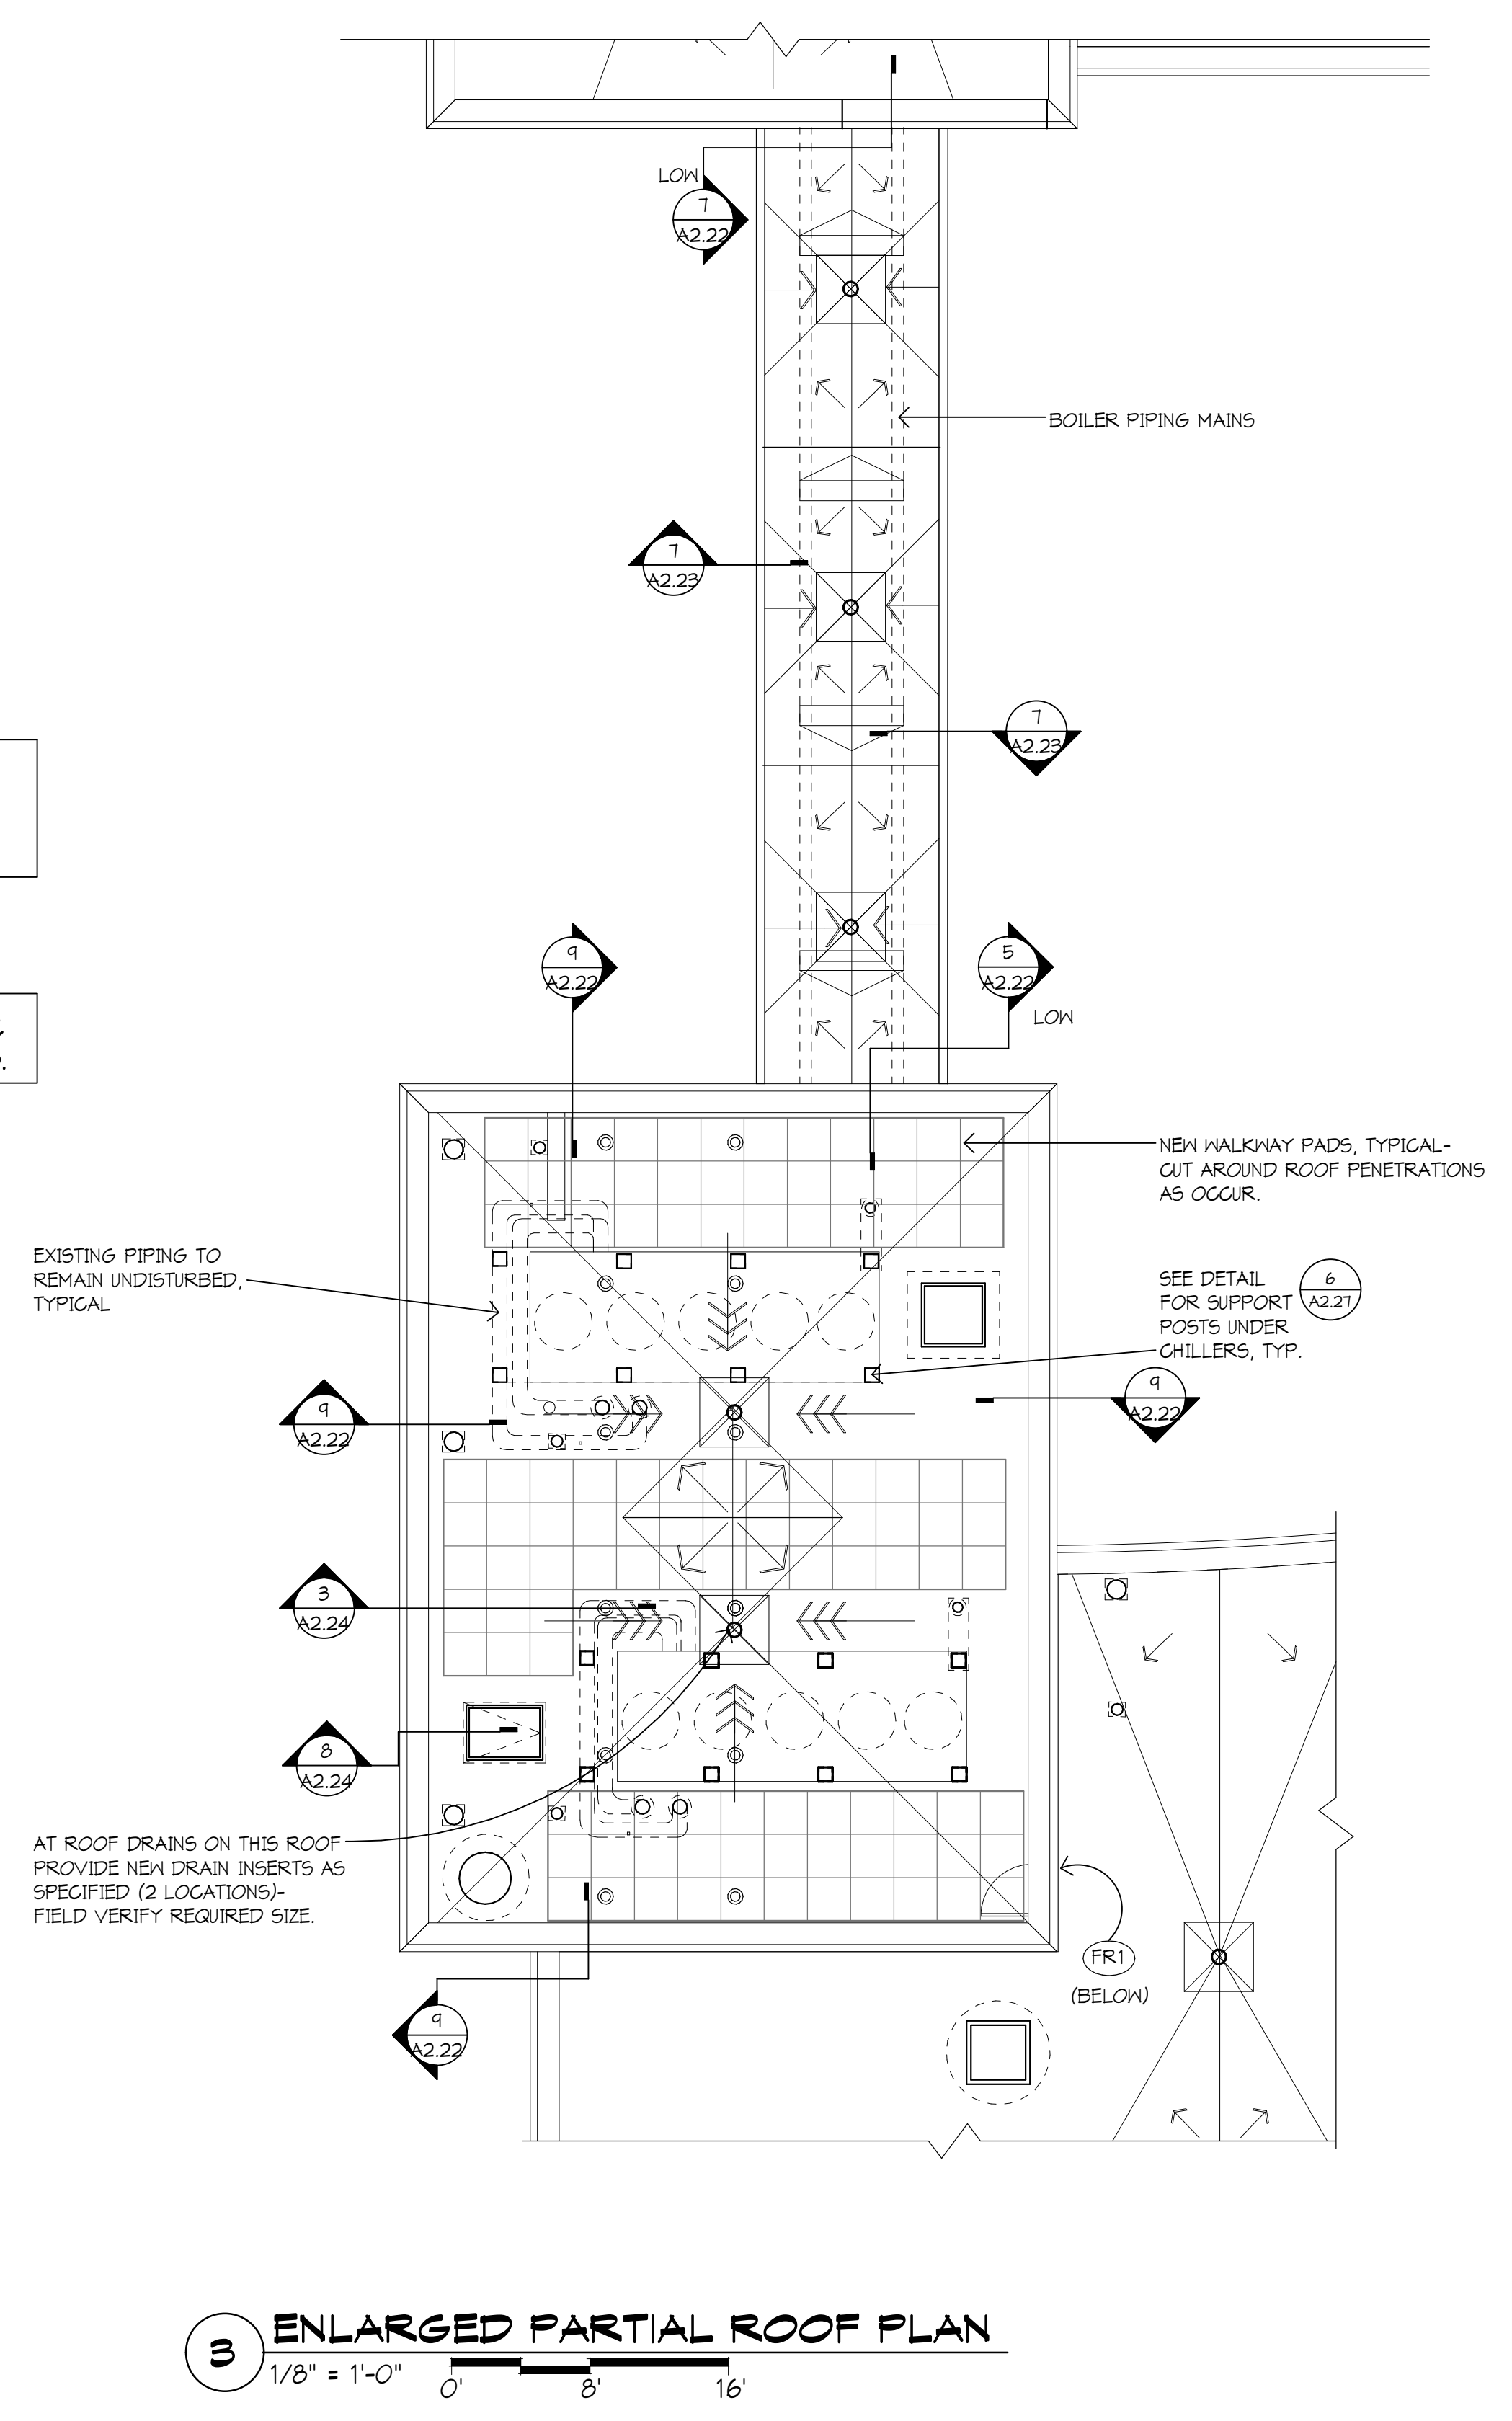 LOW
7
A2.22
BOILER PIPING MAINS
7
A2.23
7
A2.23
9
A2.22
5
A2.22
LOW
NEW WALKWAY PADS, TYPICAL-
CUT AROUND ROOF PENETRATIONS
AS OCCUR.
EXISTING PIPING TO
REMAIN UNDISTURBED,
TYPICAL
SEE DETAIL
FOR SUPPORT
POSTS UNDER
CHILLERS, TYP.
6
A2.27
9
A2.22
9
A2.22
3
A2.24
8
A2.24
AT ROOF DRAINS ON THIS ROOF
PROVIDE NEW DRAIN INSERTS AS
SPECIFIED (2 LOCATIONS)-
FIELD VERIFY REQUIRED SIZE.
FR1
(BELOW)
9
A2.22
3
ENLARGED PARTIAL ROOF PLAN
1/8" = 1'-0"
0' 8' 16'